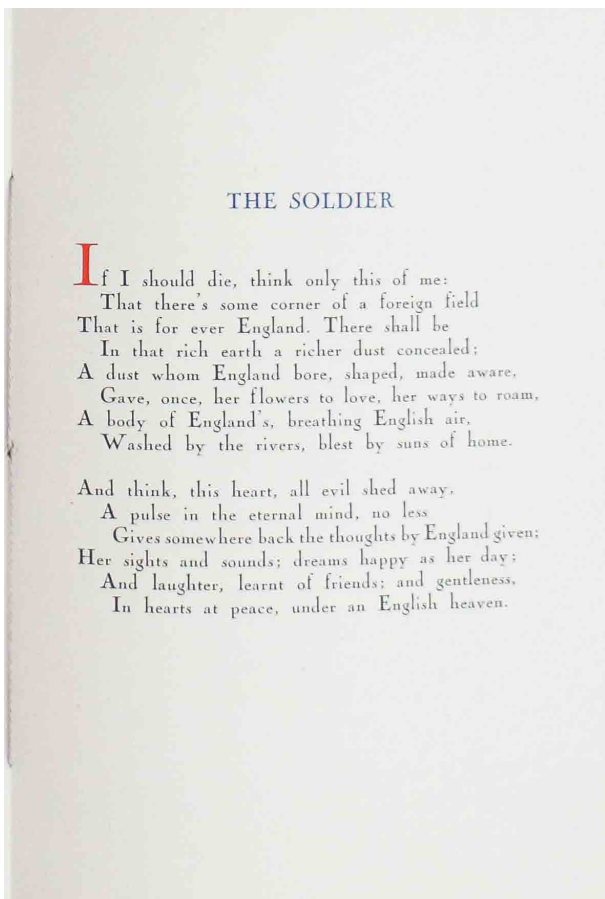 THE SOLDIER
If I should die, think only this of me:
That there's some corner of a foreign field
That is for ever England. There shall be
In that rich earth a richer dust concealed;
A dust whom England bore, shaped, made aware,
Gave, once, her flowers to love, her ways to roam,
A body of England's, breathing English air,
Washed by the rivers, blest by suns of home.
And think, this heart, all evil shed away,
A pulse in the eternal mind, no less
Gives somewhere back the thoughts by England given;
Her sights and sounds; dreams happy as her day;
And laughter, learnt of friends; and gentleness,
In hearts at peace, under an English heaven.